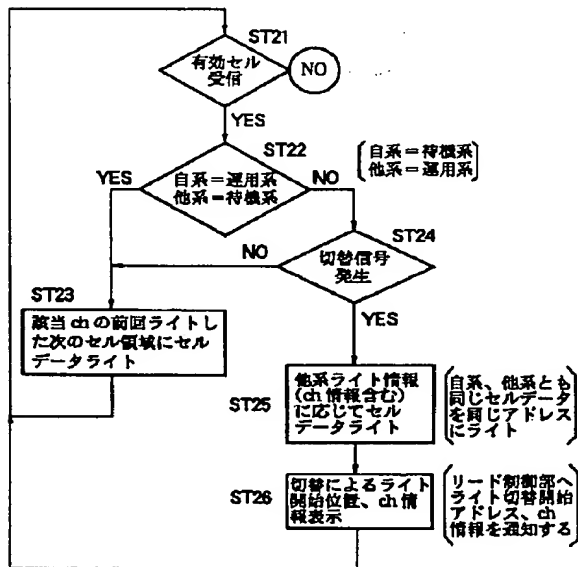 ST21
有効セル
受信
NO
YES
ST22
自系=運用系
他系=待機系
YES
NO
自系=待機系
他系=運用系
ST24
切替信号
発生
NO
YES
ST23
該当chの前回ライトし
た次のセル領域にセル
データライト
ST25
他系ライト情報
(ch情報含む)
に応じてセル
データライト
自系、他系とも
同じセルデータ
を同じアドレス
にライト
ST26
切替によるライト
開始位置、ch情
報表示
リード制御部へ
ライト切替開始
アドレス、ch
情報を通知する